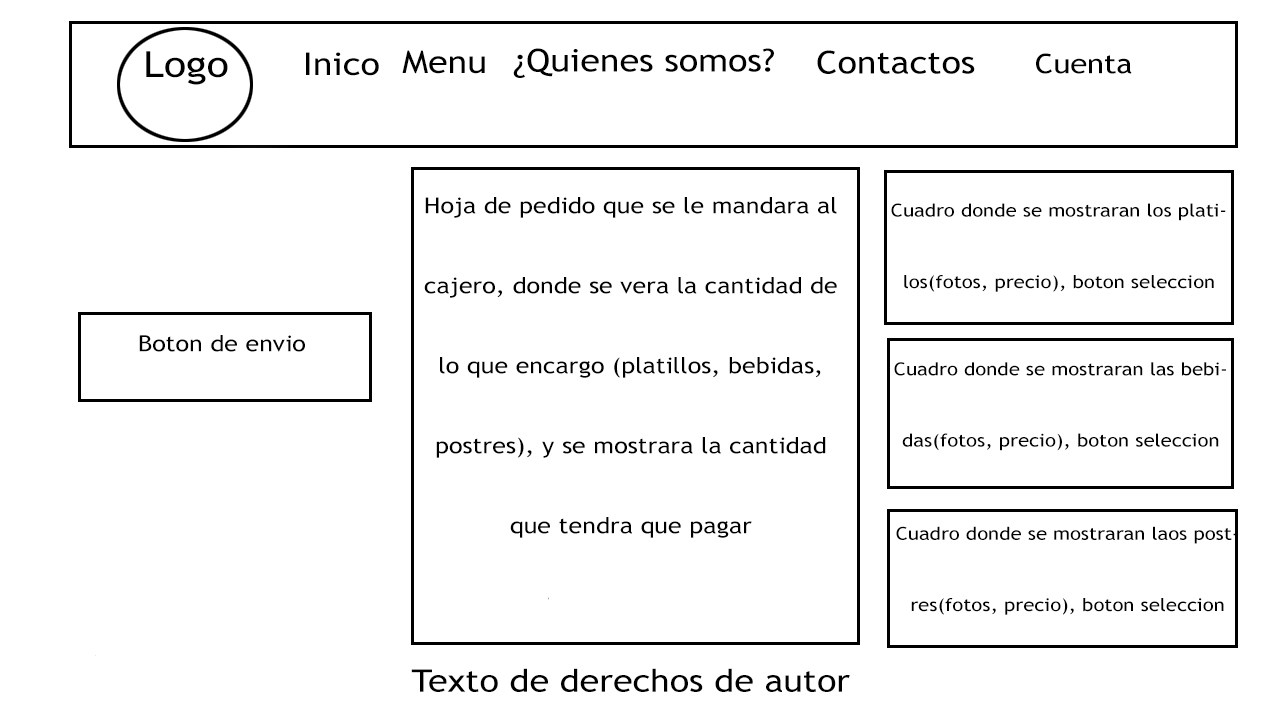 Logo
Inico
Menu
¿Quienes somos?
Contactos
Cuenta
Boton de envio
Hoja de pedido que se le mandara al
cajero, donde se vera la cantidad de
lo que encargo (platillos, bebidas,
postres), y se mostrara la cantidad
que tendra que pagar
Cuadro donde se mostraran los plati-
los(fotos, precio), boton seleccion
Cuadro donde se mostraran las bebi-
das(fotos, precio), boton seleccion
Cuadro donde se mostraran laos post-
res(fotos, precio), boton seleccion
Texto de derechos de autor